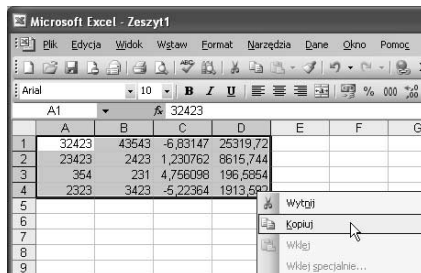 Microsoft Excel - Zeszyt1
Plik Edycja Widok Wstaw Format Narzędzia Dane Okno Pomoc
Arial 10 B I U % 000
A1 fx 32423
A B C D E F G
1 32423 43543 -6,83147 25319,72
2 23423 2423 1,230762 8615,744
3 354 231 4,756098 196,5854
4 2323 3423 -5,22364 1913,592
5 Wytnij
6 Kopiuj
7
8 Wklej
9 Wklej specjalnie...